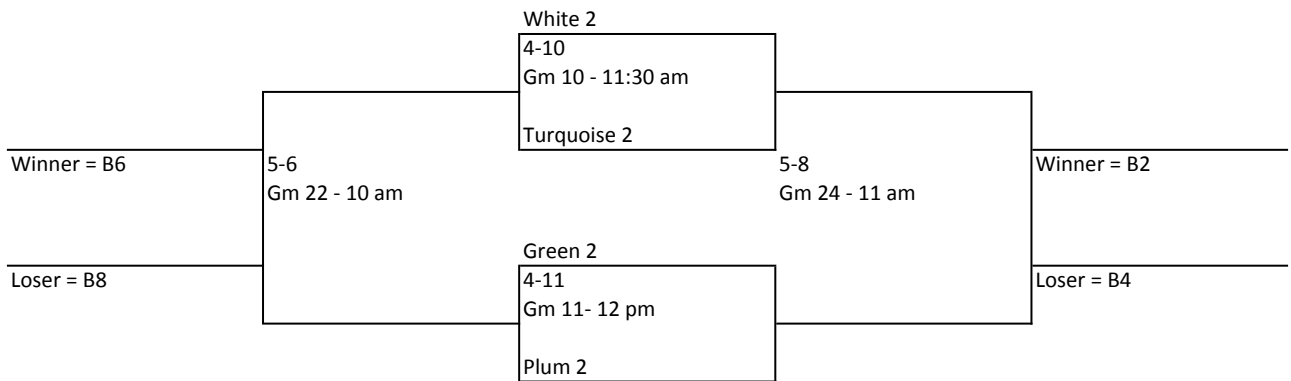 White 2
4-10
Gm 10 - 11:30 am
Turquoise 2
Winner = B6
5-6
5-8
Winner = B2
Gm 22 - 10 am
Gm 24 - 11 am
Green 2
Loser = B8
4-11
Loser = B4
Gm 11- 12 pm
Plum 2